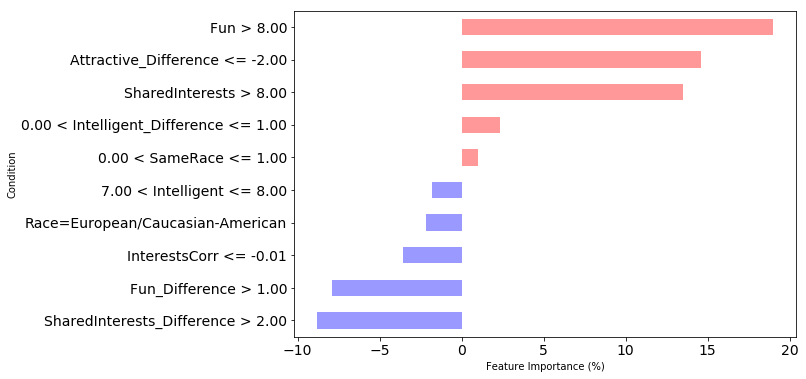 Fun > 8.00
Attractive_Difference <= -2.00
SharedInterests > 8.00
0.00 < Intelligent_Difference <= 1.00
0.00 < SameRace <= 1.00
7.00 < Intelligent <= 8.00
Race=European/Caucasian-American
InterestsCorr <= -0.01
Fun_Difference > 1.00
SharedInterests_Difference > 2.00
Condition
−10 −5 0 5 10 15 20
Feature Importance (%)